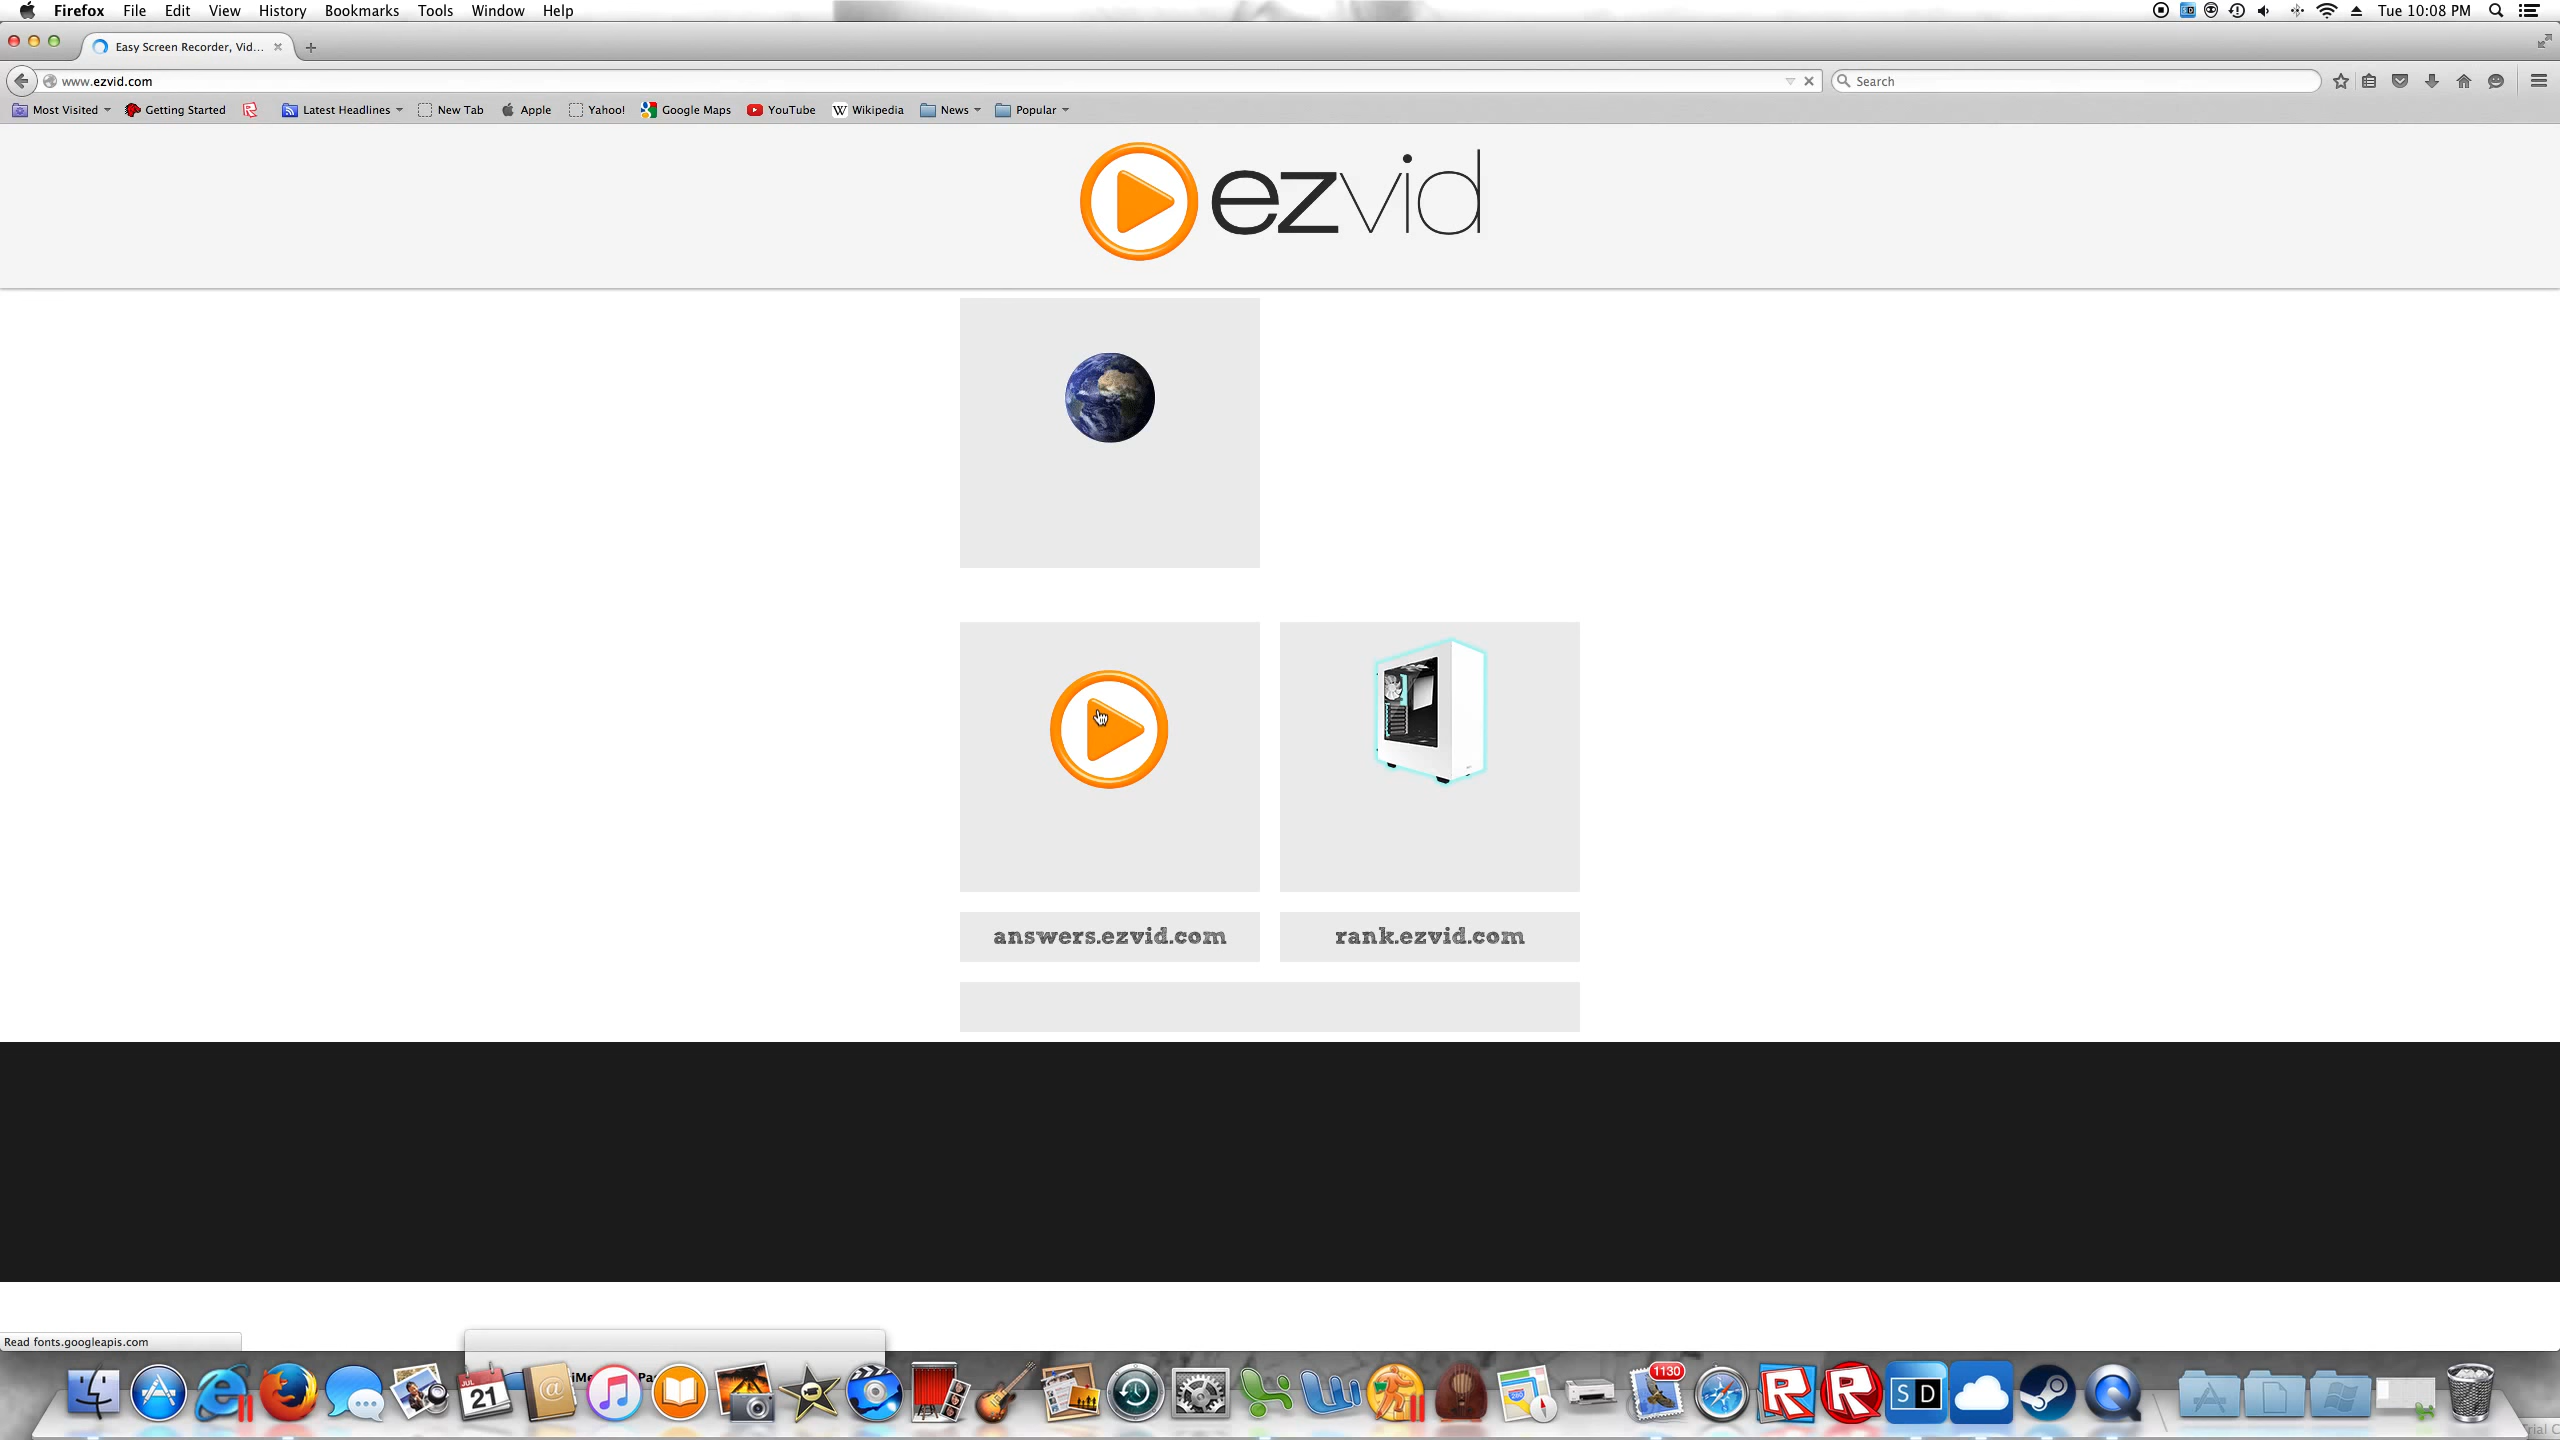 Firefox File Edit View History Bookmarks Tools Window Help
Tue 10:08 PM
Easy Screen Recorder, Vid...
www.ezvid.com
Search
Most Visited Getting Started Latest Headlines New Tab Apple Yahoo! Google Maps YouTube Wikipedia News Popular
ezvid
answers.ezvid.com
rank.ezvid.com
Read fonts.googleapis.com
JUL
21
1130
S D